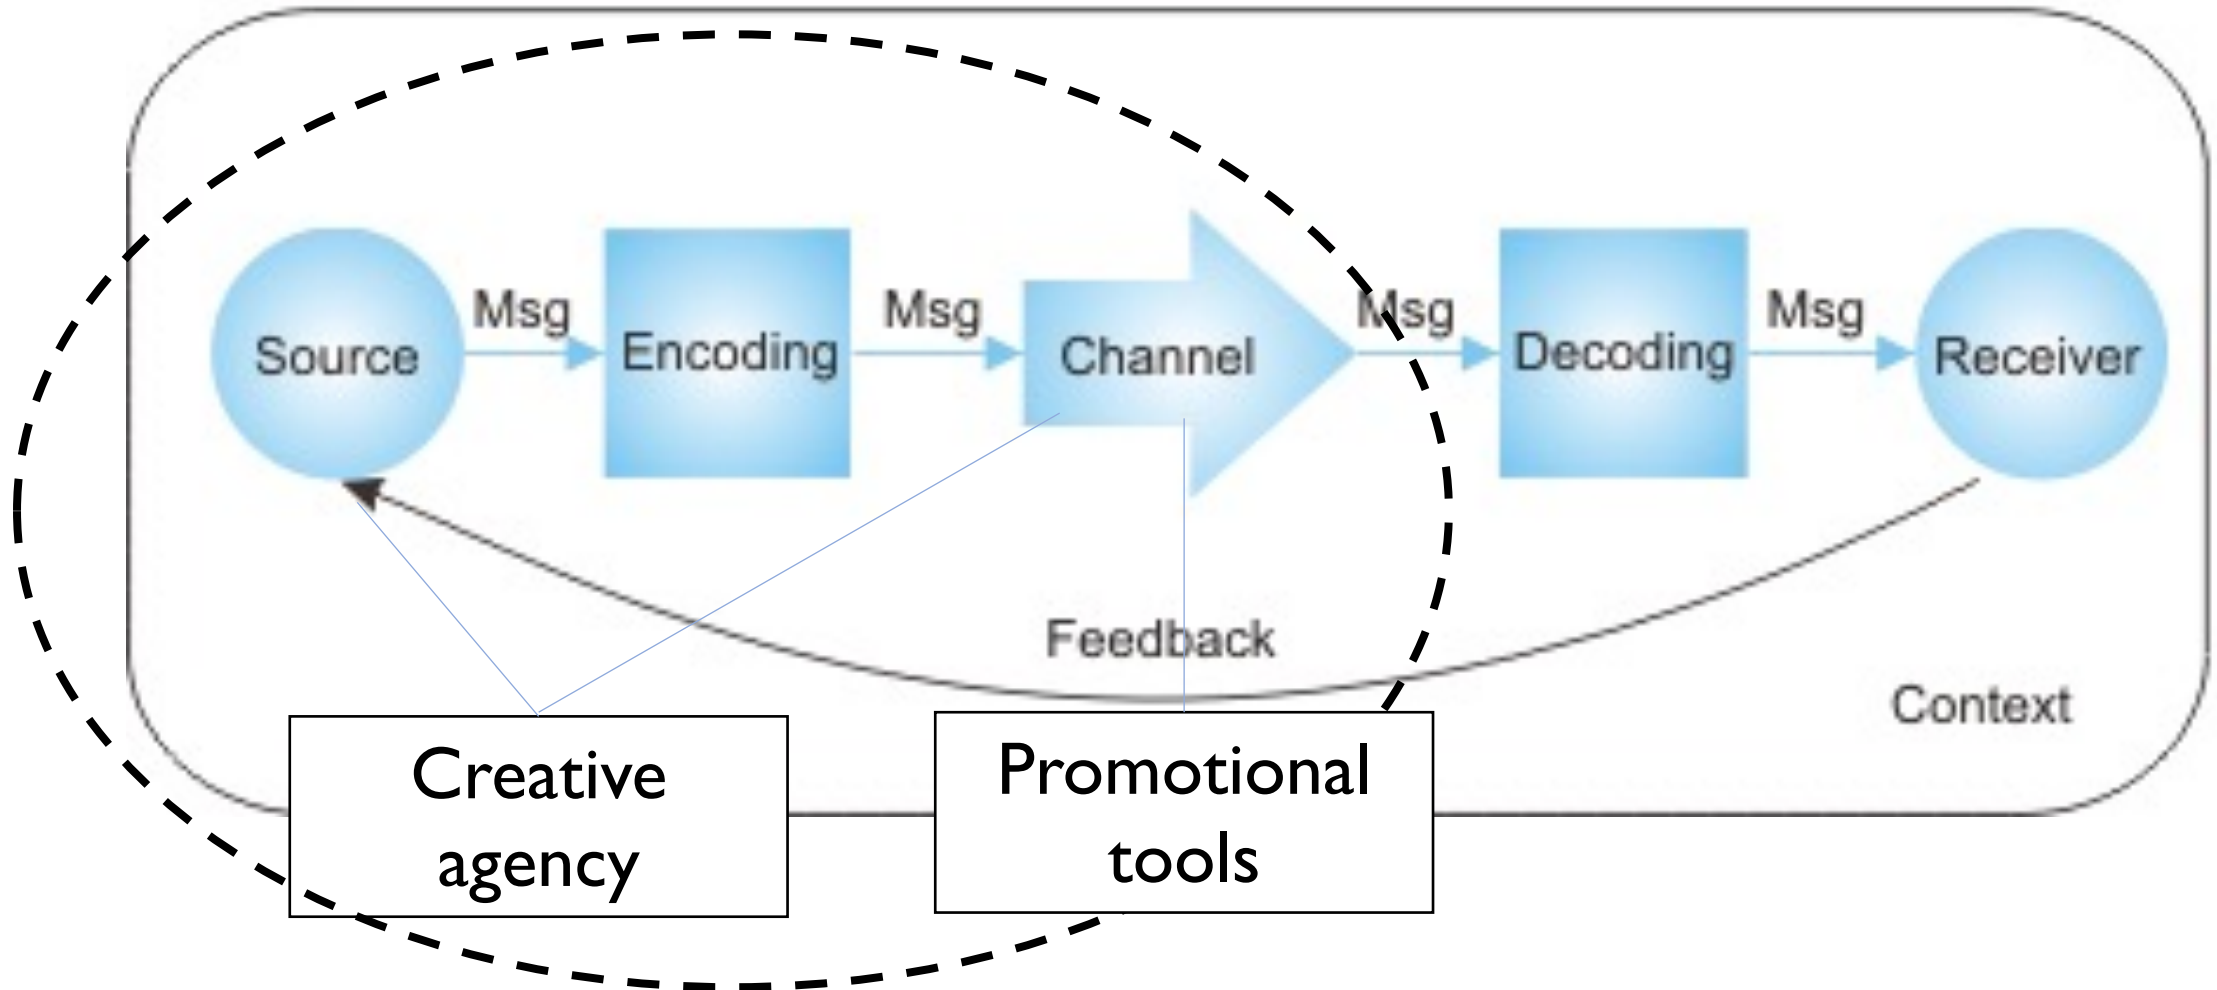 Msg
Msg
Msg
Msg
Source
Encoding
Channel
Decoding
Receiver
Feedback
Context
Creative
agency
Promotional
tools